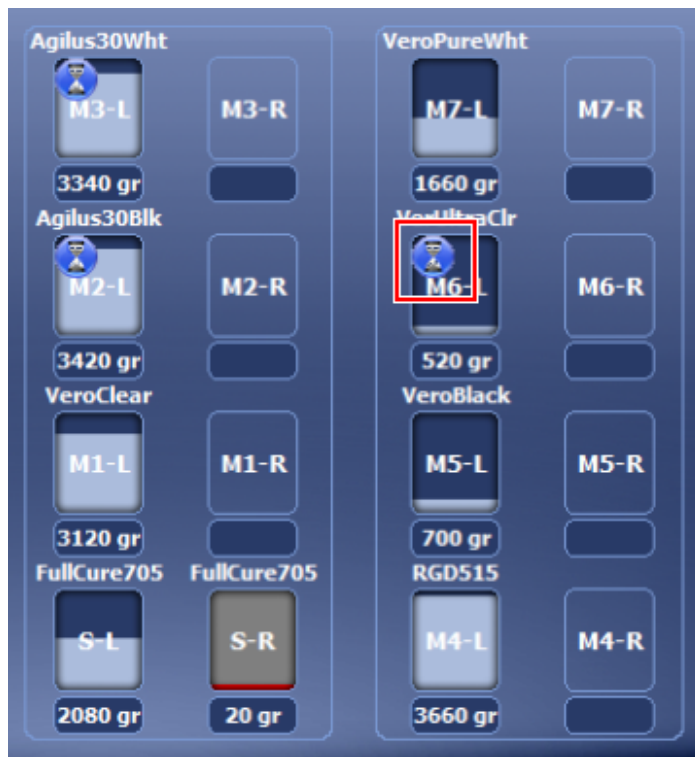 Agilus30Wht
M3-L M3-R
3340 gr
Agilus30Blk
M2-L M2-R
3420 gr
VeroClear
M1-L M1-R
3120 gr
FullCure705 FullCure705
S-L S-R
2080 gr 20 gr
VeroPureWht
M7-L M7-R
1660 gr
VerUltraClr
M6-L M6-R
520 gr
VeroBlack
M5-L M5-R
700 gr
RGD515
M4-L M4-R
3660 gr